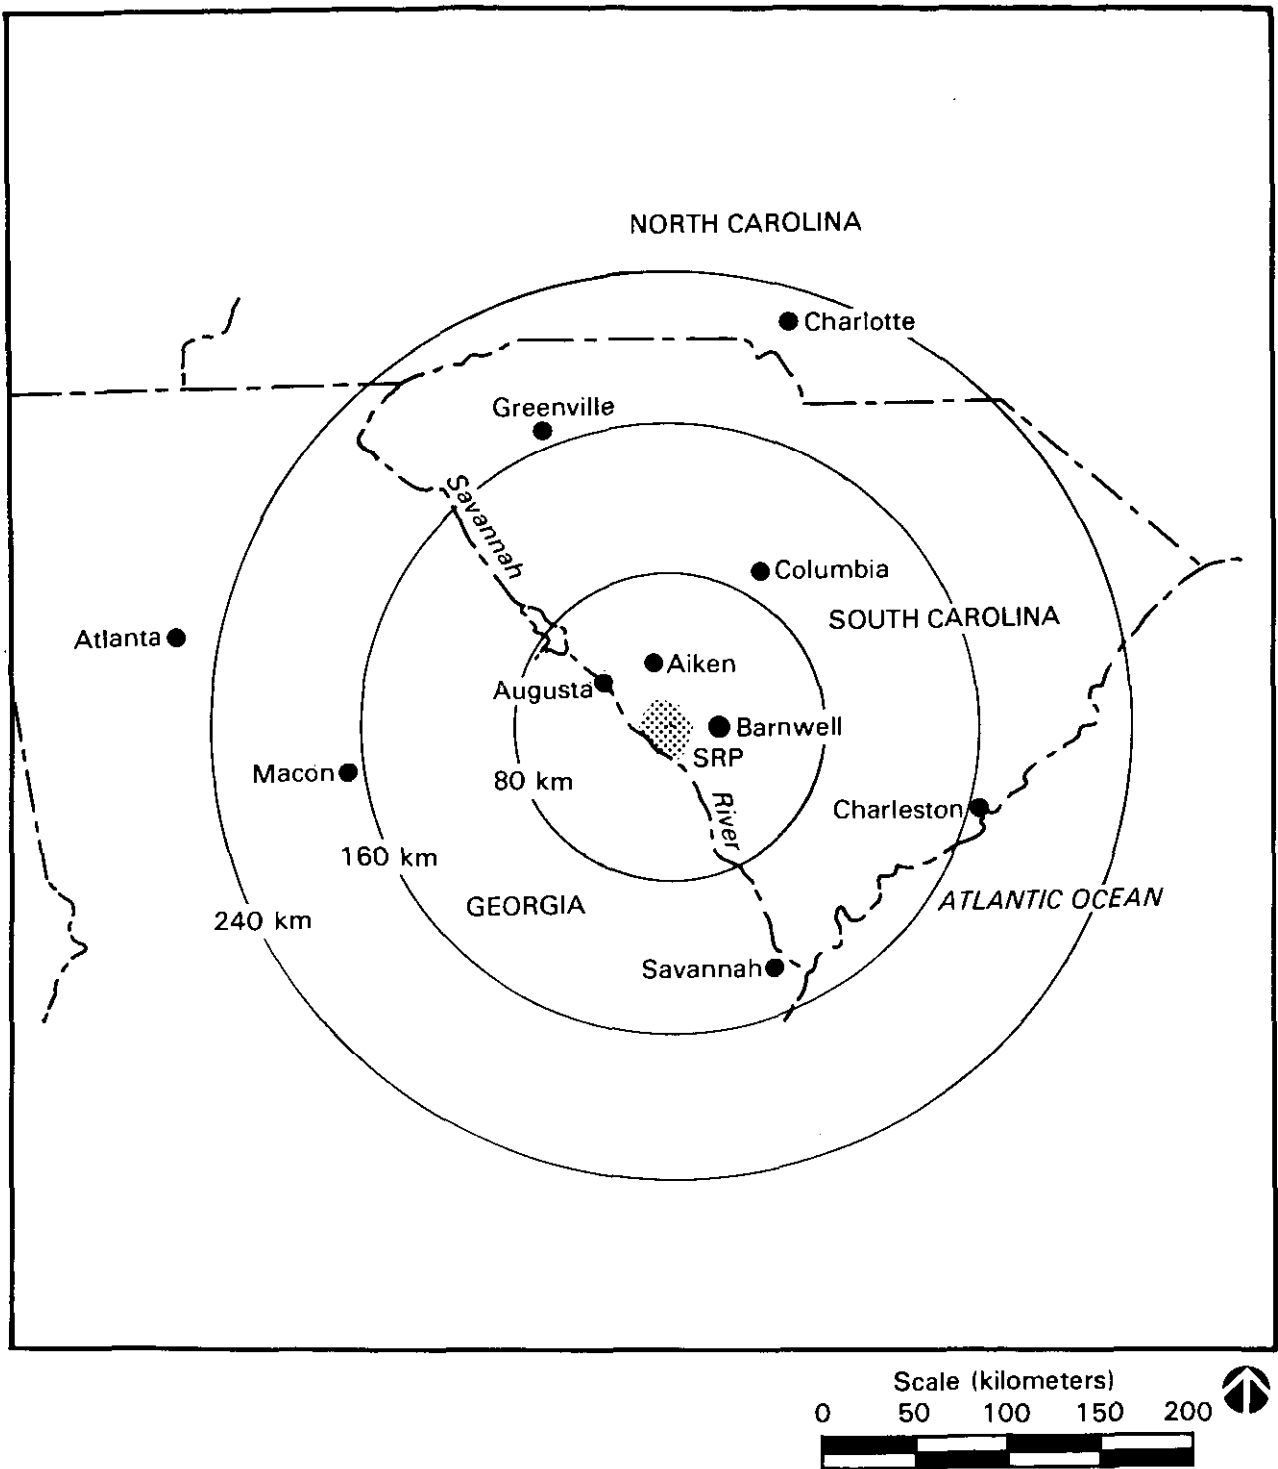 NORTH CAROLINA
Charlotte
Greenville
Savannah
Columbia
SOUTH CAROLINA
Atlanta
Aiken
Augusta
Barnwell
SRP
Macon
80 km
River
Charleston
160 km
GEORGIA
ATLANTIC OCEAN
240 km
Savannah
Scale (kilometers)
0 50 100 150 200